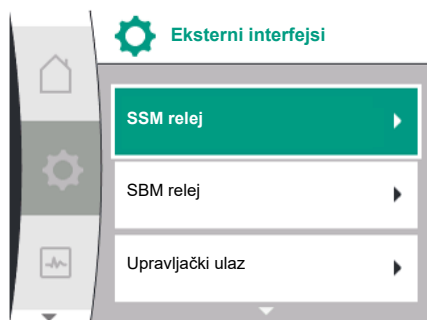 Eksterni interfejsi
SSM relej
SBM relej
Upravljački ulaz